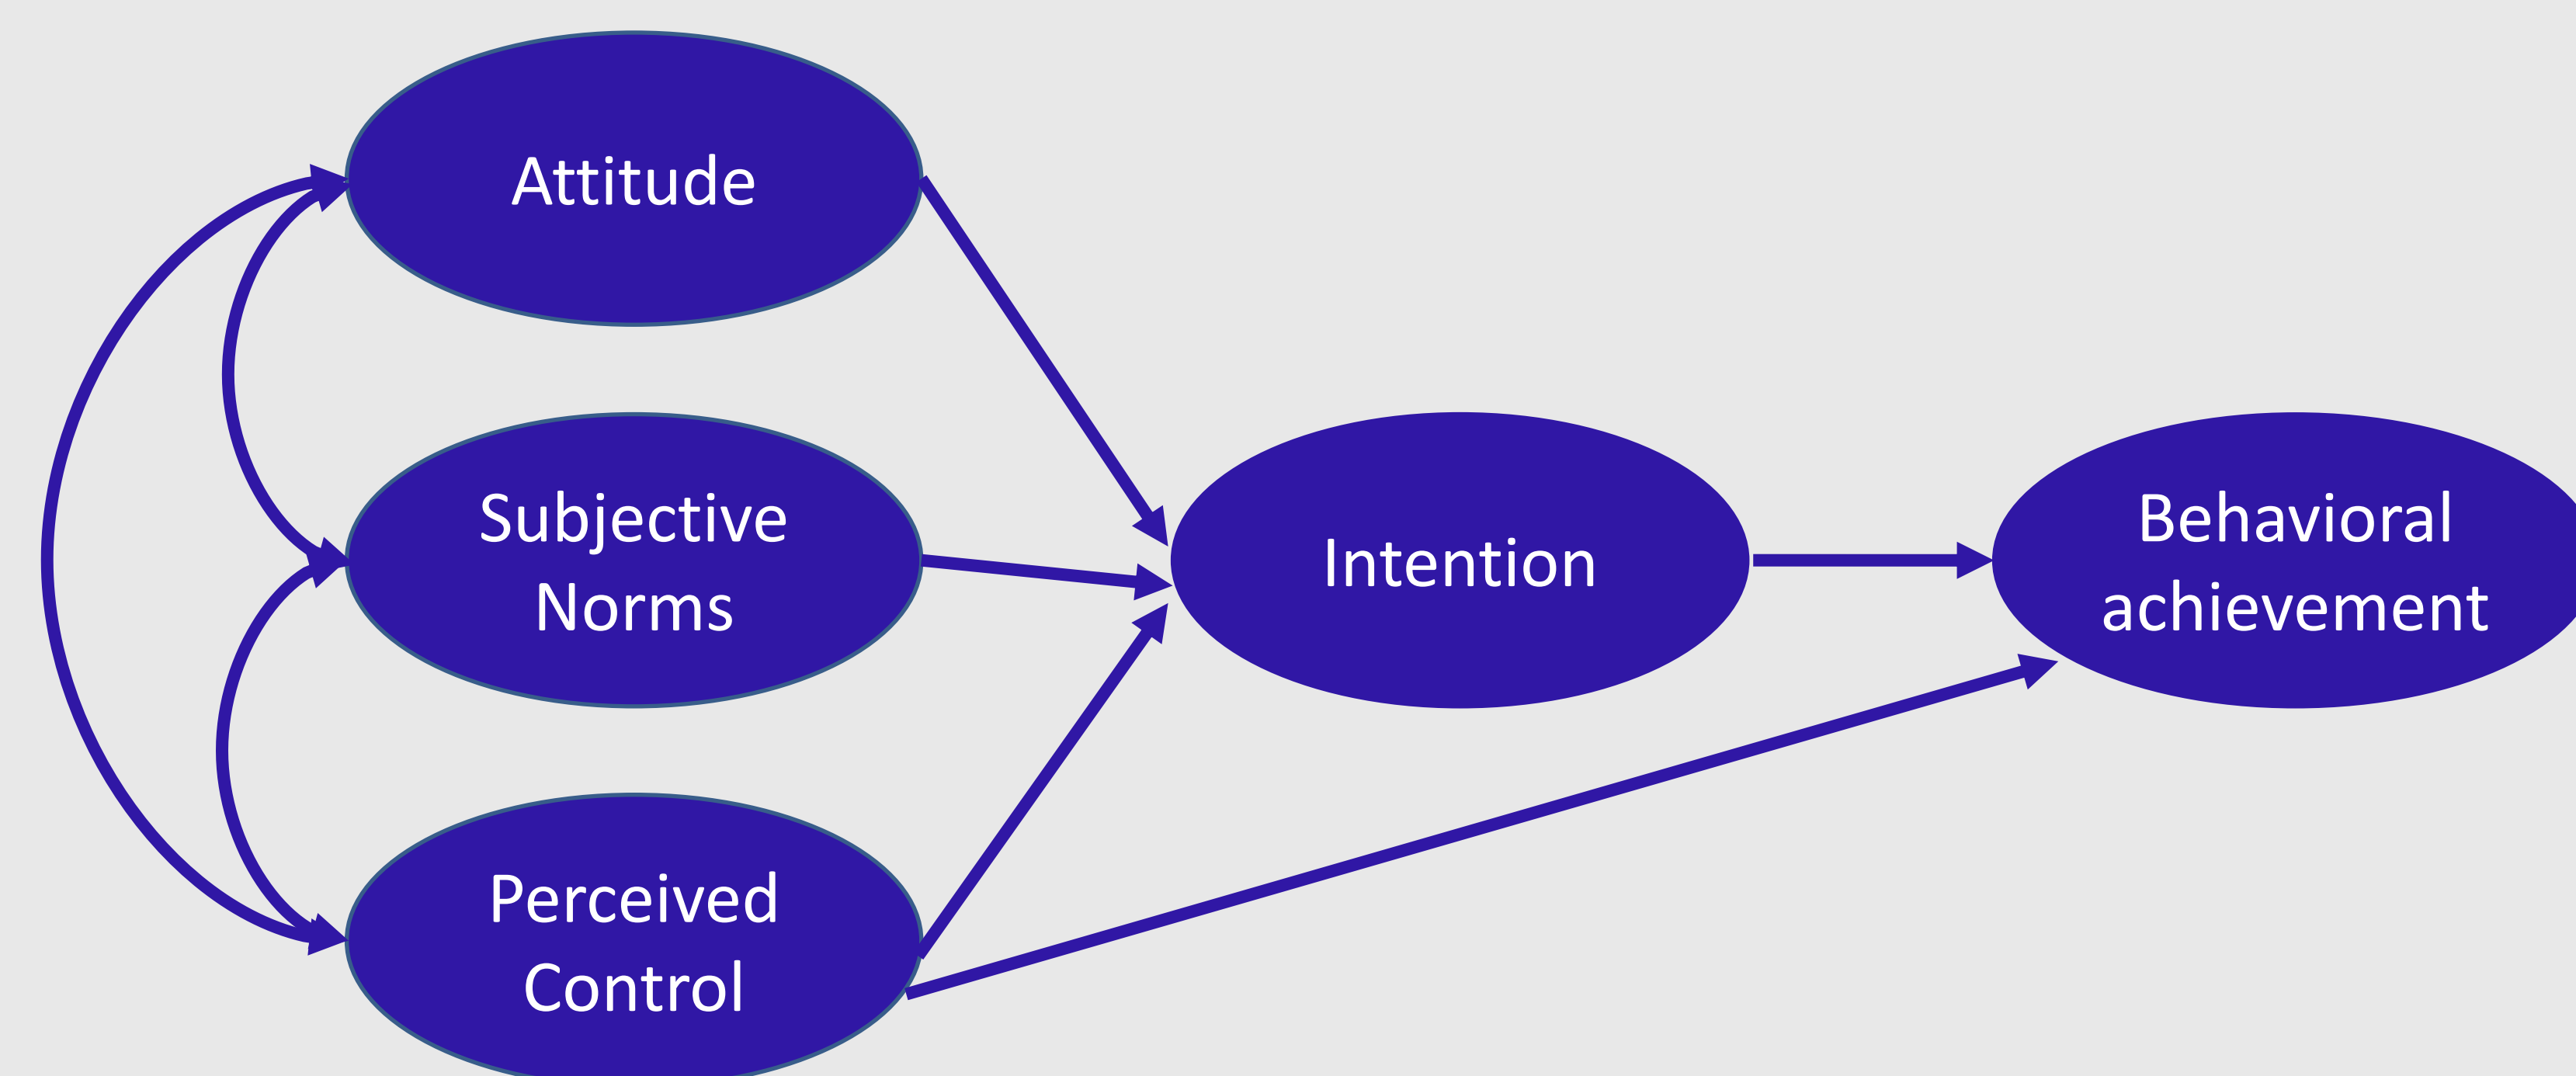 Attitude
Subjective
Norms
Perceived
Control
Intention
Behavioral
achievement